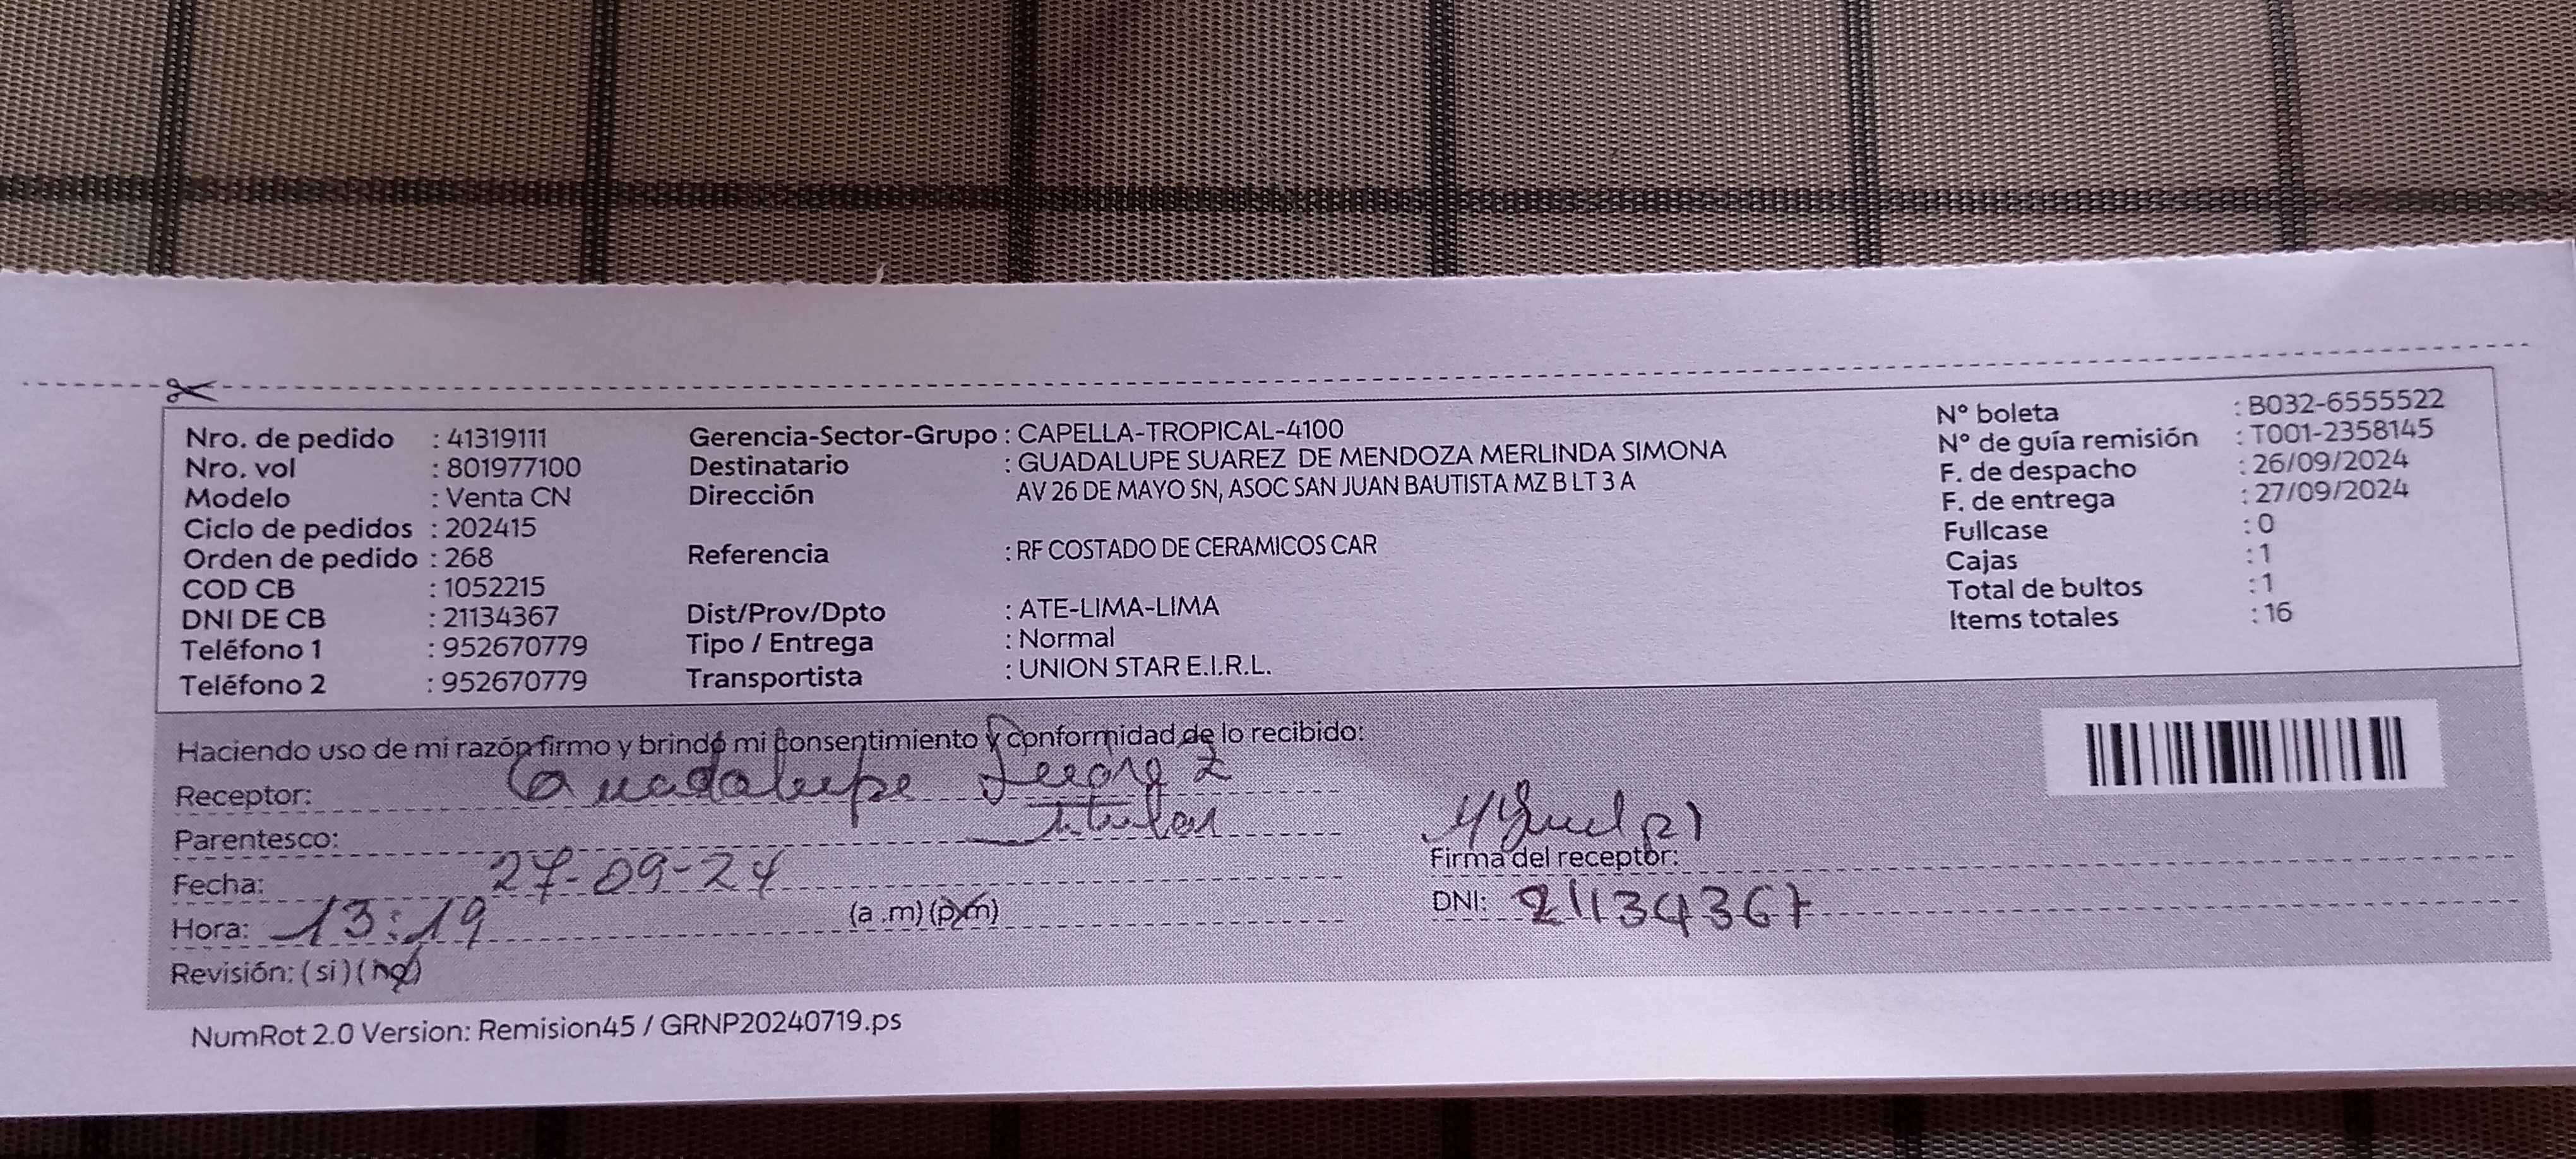 Nro. de pedido : 41319111
Nro. vol : 801977100
Modelo : Venta CN
Ciclo de pedidos : 202415
Orden de pedido : 268
COD CB : 1052215
DNI DE CB : 21134367
Teléfono 1 : 952670779
Teléfono 2 : 952670779
Gerencia-Sector-Grupo : CAPELLA-TROPICAL-4100
Destinatario : GUADALUPE SUAREZ DE MENDOZA MERLINDA SIMONA
Dirección AV 26 DE MAYO SN, ASOC SAN JUAN BAUTISTA MZ B LT 3 A
Referencia : RF COSTADO DE CERAMICOS CAR
Dist/Prov/Dpto : ATE-LIMA-LIMA
Tipo / Entrega : Normal
Transportista : UNION STAR E.I.R.L.
N° boleta : B032-6555522
N° de guía remisión : T001-2358145
F. de despacho : 26/09/2024
F. de entrega : 27/09/2024
Fullcase : 0
Cajas : 1
Total de bultos : 1
Items totales : 16
Haciendo uso de mi razón firmo y brindo mi consentimiento y conformidad de lo recibido:
Receptor: Guadalupe Suarez
Parentesco: titular
Fecha: 27-09-24
Hora: 13:19 (a .m) (p.m)
Revisión: (si) (no)
Firma del receptor:
DNI: 21134367
NumRot 2.0 Version: Remision45 / GRNP20240719.ps